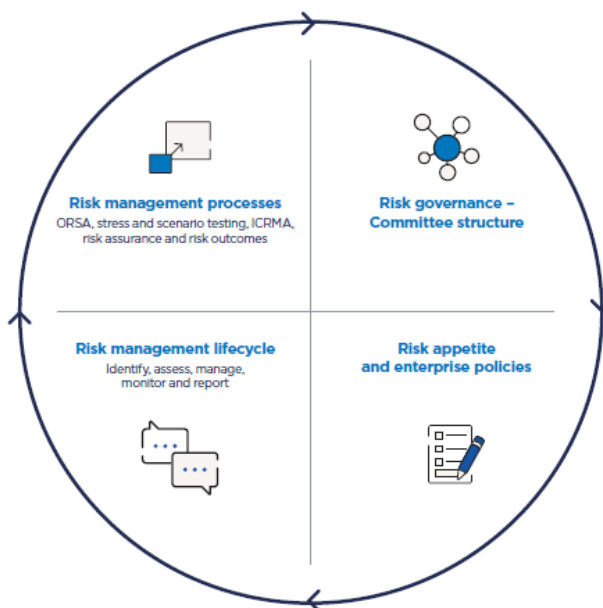 Risk management processes
ORSA, stress and scenario testing, ICRMA,
risk assurance and risk outcomes
Risk governance –
Committee structure
Risk management lifecycle
Identify, assess, manage,
monitor and report
Risk appetite
and enterprise policies